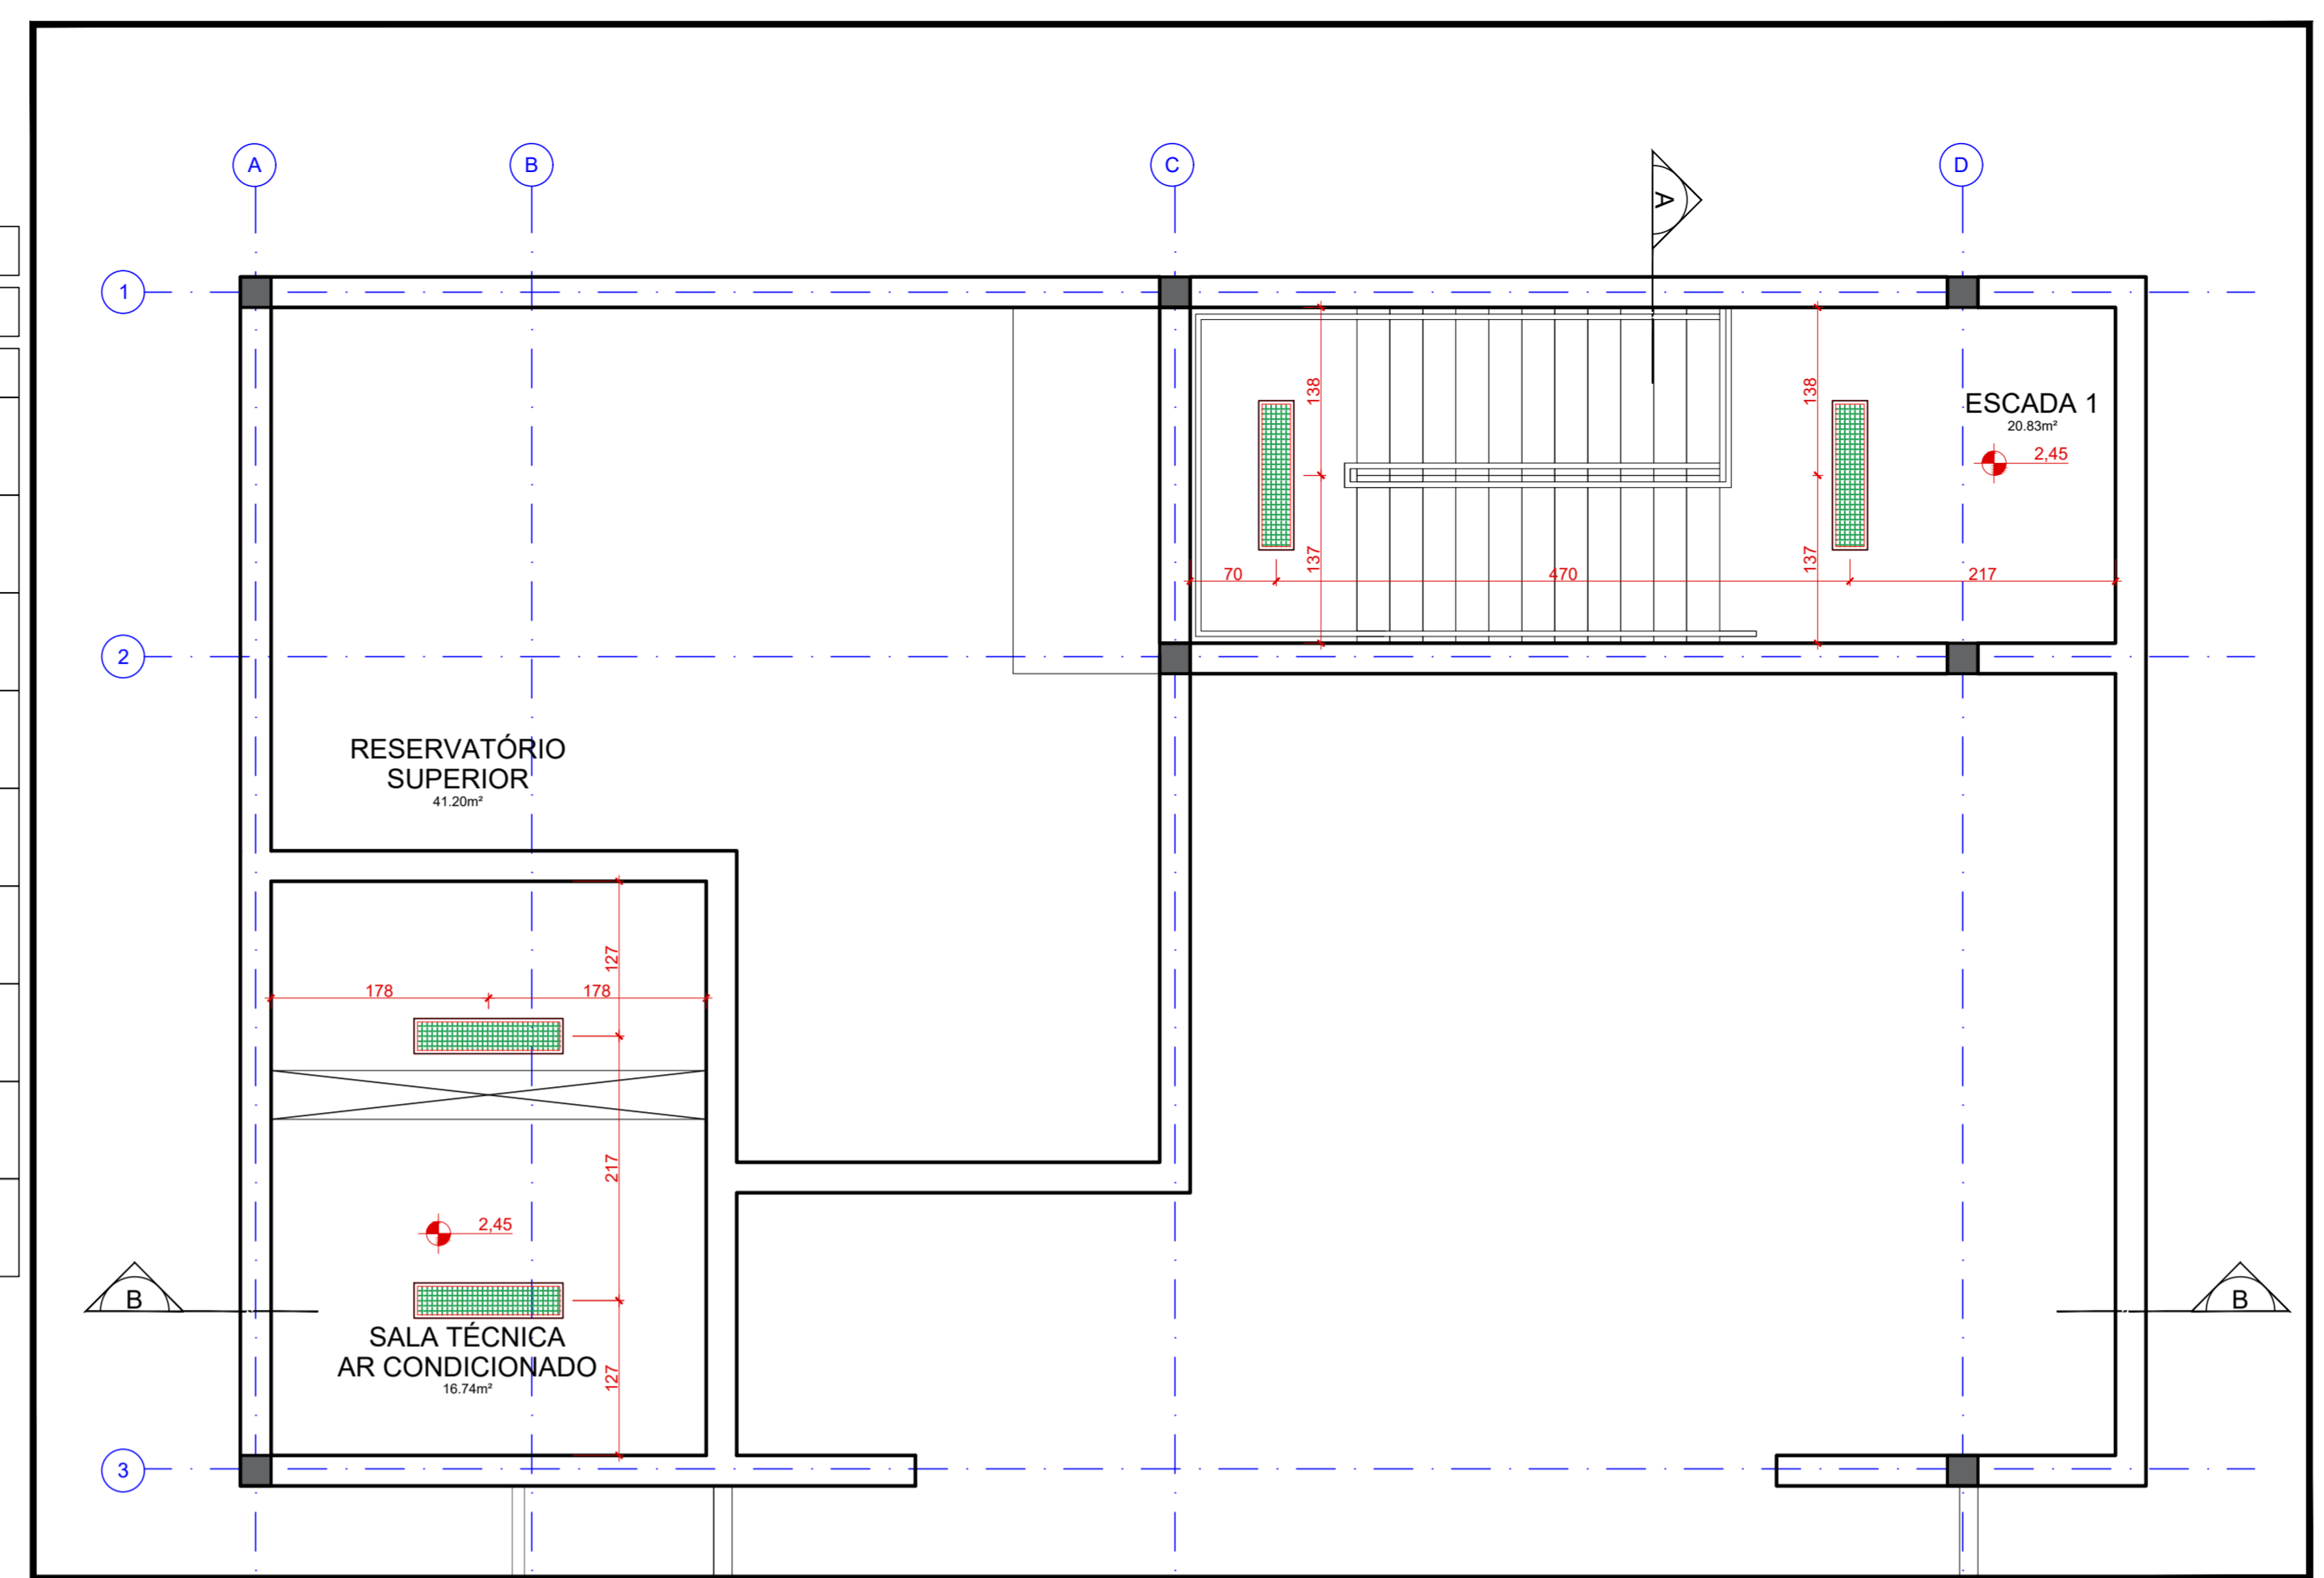 A
B
C
D
A
1
138
138
ESCADA 1
20.83m²
2,45
137
137
70
470
217
2
RESERVATÓRIO
SUPERIOR
41.20m²
127
178
178
217
2,45
B
B
SALA TÉCNICA
AR CONDICIONADO
16.74m²
127
3